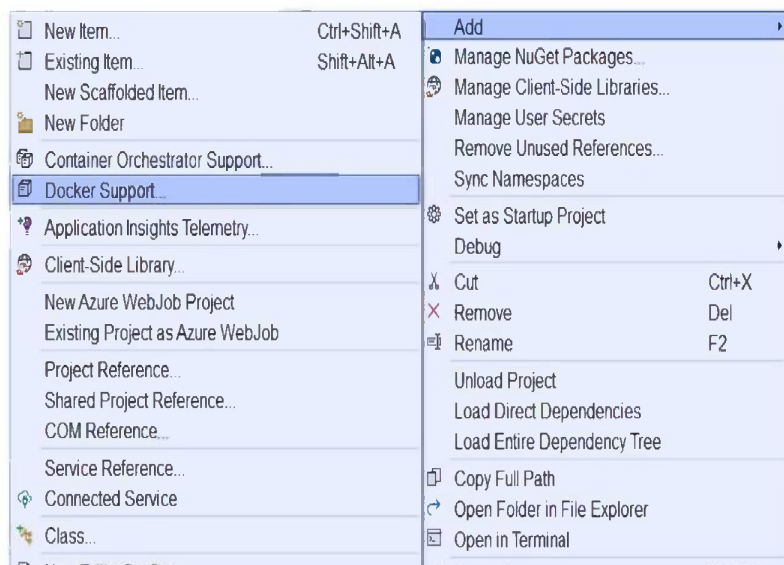 New Item... Ctrl+Shift+A
Existing Item... Shift+Alt+A
New Scaffolded Item...
New Folder
Container Orchestrator Support...
Docker Support...
Application Insights Telemetry...
Client-Side Library...
New Azure WebJob Project
Existing Project as Azure WebJob
Project Reference...
Shared Project Reference...
COM Reference...
Service Reference...
Connected Service
Class...
Add
Manage NuGet Packages...
Manage Client-Side Libraries...
Manage User Secrets
Remove Unused References...
Sync Namespaces
Set as Startup Project
Debug
Cut Ctrl+X
Remove Del
Rename F2
Unload Project
Load Direct Dependencies
Load Entire Dependency Tree
Copy Full Path
Open Folder in File Explorer
Open in Terminal